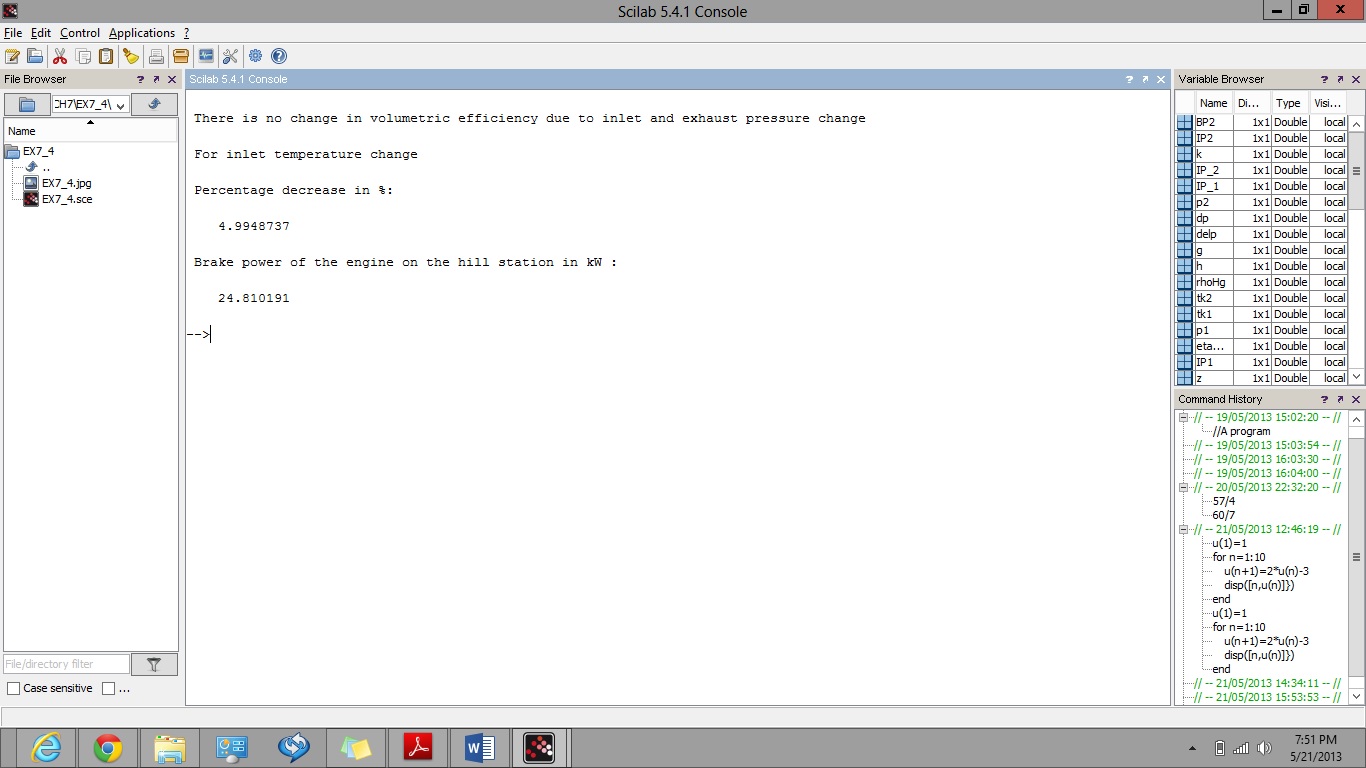 Scilab 5.4.1 Console
File Edit Control Applications ?
File Browser ? X
CH7\EX7_4\
Name
EX7_4
..
EX7_4.jpg
EX7_4.sce
File/directory filter
Case sensitive ...
Scilab 5.4.1 Console ? X
There is no change in volumetric efficiency due to inlet and exhaust pressure change
For inlet temperature change
Percentage decrease in %:
4.9948737
Brake power of the engine on the hill station in kW :
24.810191
-->
Variable Browser ? X
Name Di... Type Visi...
BP2 1x1 Double local
IP2 1x1 Double local
k 1x1 Double local
IP_2 1x1 Double local
IP_1 1x1 Double local
p2 1x1 Double local
dp 1x1 Double local
delp 1x1 Double local
g 1x1 Double local
h 1x1 Double local
rhoHg 1x1 Double local
tk2 1x1 Double local
tk1 1x1 Double local
p1 1x1 Double local
eta... 1x1 Double local
IP1 1x1 Double local
z 1x1 Double local
Command History ? X
// -- 19/05/2013 15:02:20 -- //
//A program
// -- 19/05/2013 15:03:54 -- //
// -- 19/05/2013 16:03:30 -- //
// -- 19/05/2013 16:04:00 -- //
// -- 20/05/2013 22:32:20 -- //
57/4
60/7
// -- 21/05/2013 12:46:19 -- //
u(1)=1
for n=1:10
u(n+1)=2*u(n)-3
disp([n,u(n)]})
end
u(1)=1
for n=1:10
u(n+1)=2*u(n)-3
disp([n,u(n)]})
end
// -- 21/05/2013 14:34:11 -- //
// -- 21/05/2013 15:53:53 -- //
7:51 PM
5/21/2013